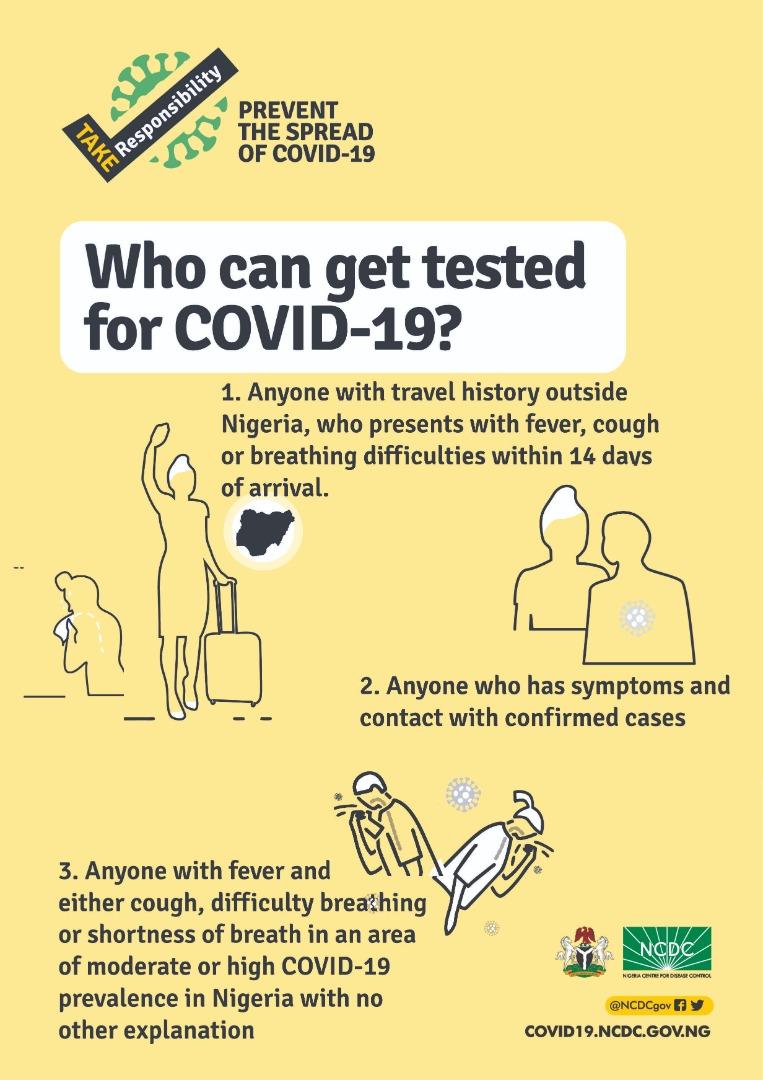 TAKE Responsibility
PREVENT
THE SPREAD
OF COVID-19
Who can get tested
for COVID-19?
1. Anyone with travel history outside
Nigeria, who presents with fever, cough
or breathing difficulties within 14 days
of arrival.
2. Anyone who has symptoms and
contact with confirmed cases
3. Anyone with fever and
either cough, difficulty breathing
or shortness of breath in an area
of moderate or high COVID-19
prevalence in Nigeria with no
other explanation
NCDC
NIGERIA CENTRE FOR DISEASE CONTROL
@NCDCgov
COVID19.NCDC.GOV.NG